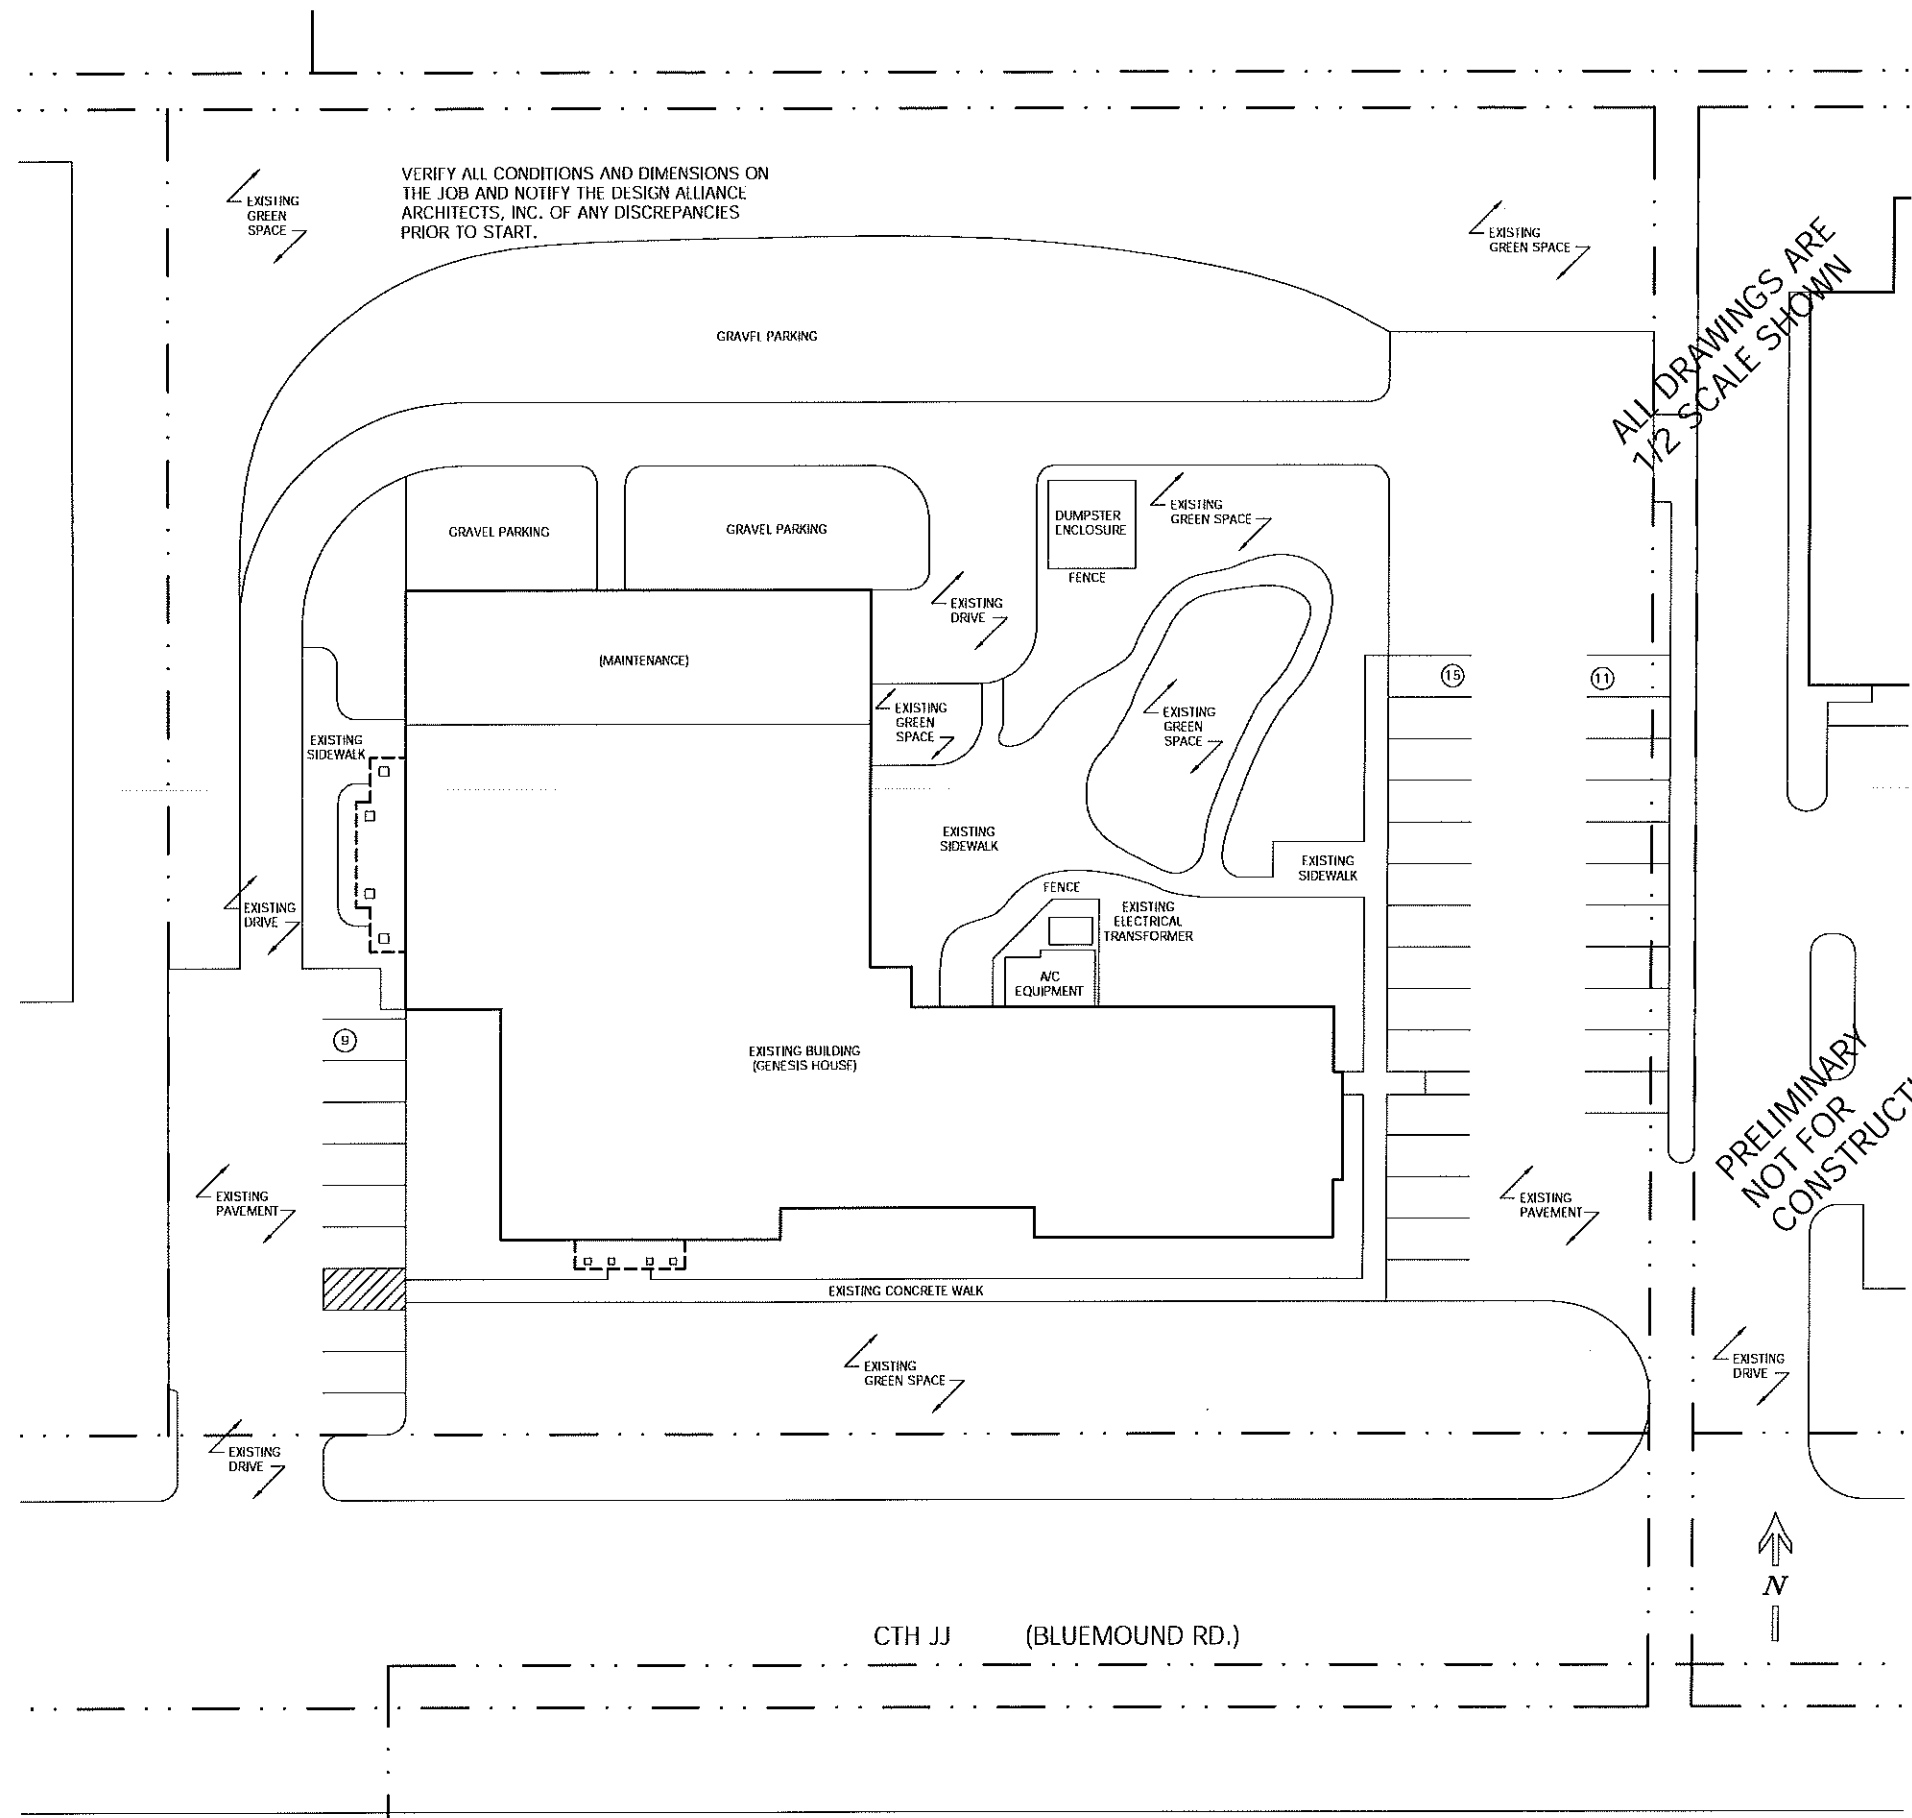 VERIFY ALL CONDITIONS AND DIMENSIONS ON
THE JOB AND NOTIFY THE DESIGN ALLIANCE
ARCHITECTS, INC. OF ANY DISCREPANCIES
PRIOR TO START.
EXISTING
GREEN
SPACE
EXISTING
GREEN SPACE
ALL DRAWINGS ARE
1/2 SCALE SHOWN
GRAVEL PARKING
GRAVEL PARKING
GRAVEL PARKING
DUMPSTER
ENCLOSURE
FENCE
EXISTING
GREEN SPACE
EXISTING
DRIVE
(MAINTENANCE)
15
11
EXISTING
GREEN
SPACE
EXISTING
GREEN
SPACE
EXISTING
SIDEWALK
EXISTING
SIDEWALK
EXISTING
SIDEWALK
FENCE
EXISTING
ELECTRICAL
TRANSFORMER
EXISTING
DRIVE
A/C
EQUIPMENT
9
EXISTING BUILDING
(GENESIS HOUSE)
PRELIMINARY
NOT FOR
EXISTING
PAVEMENT
EXISTING
PAVEMENT
EXISTING CONCRETE WALK
EXISTING
GREEN SPACE
EXISTING
DRIVE
EXISTING
DRIVE
N
CTH JJ (BLUEMOUND RD.)